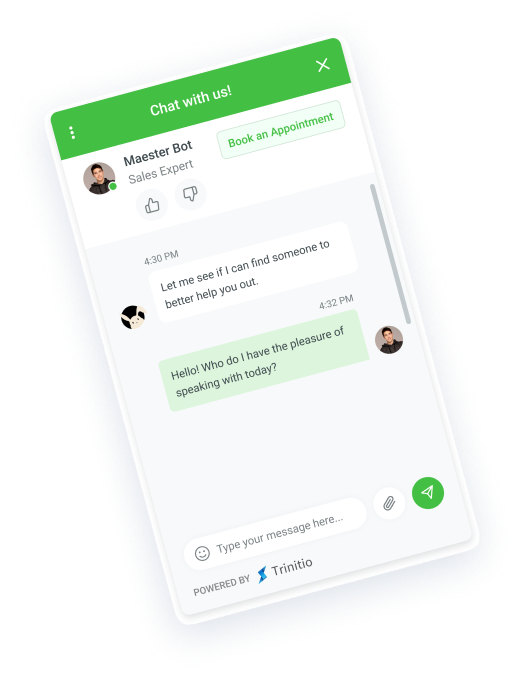 Chat with us!
Maester Bot
Sales Expert
Book an Appointment
4:30 PM
Let me see if I can find someone to
better help you out.
4:32 PM
Hello! Who do I have the pleasure of
speaking with today?
Type your message here...
POWERED BY Trinitio